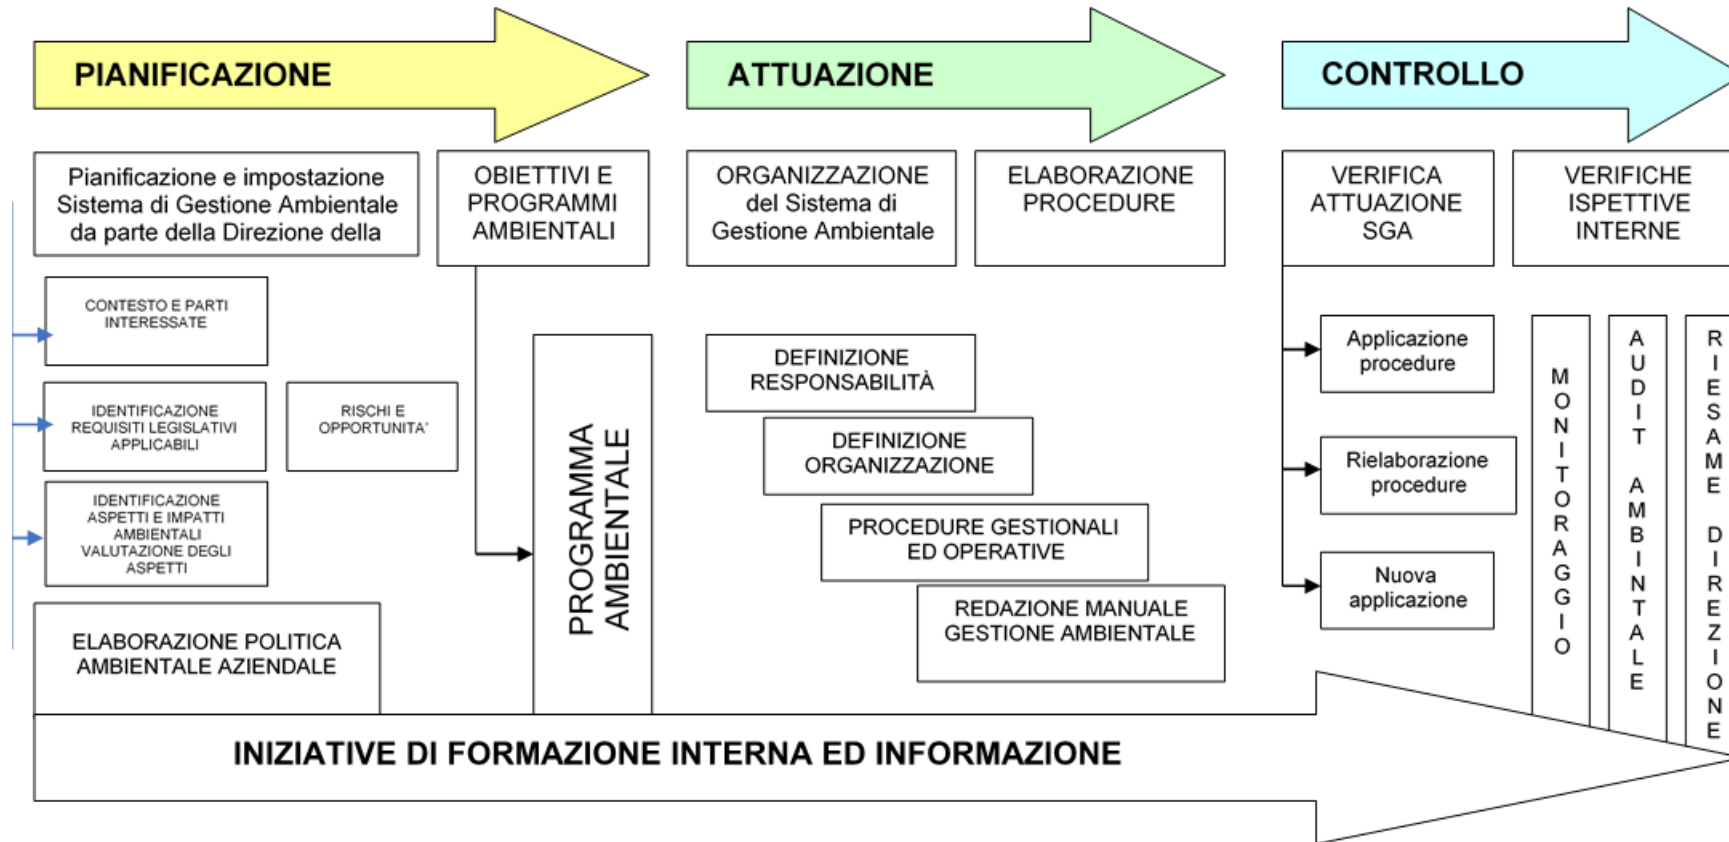 PIANIFICAZIONE
ATTUAZIONE
CONTROLLO
Pianificazione e impostazione
Sistema di Gestione Ambientale
da parte della Direzione della
OBIETTIVI E
PROGRAMMI
AMBIENTALI
ORGANIZZAZIONE
del Sistema di
Gestione Ambientale
ELABORAZIONE
PROCEDURE
VERIFICA
ATTUAZIONE
SGA
VERIFICHE
ISPETTIVE
INTERNE
CONTESTO E PARTI
INTERESSATE
IDENTIFICAZIONE
REQUISITI LEGISLATIVI
APPLICABILI
RISCHI E
OPPORTUNITA'
IDENTIFICAZIONE
ASPETTI E IMPATTI
AMBIENTALI
VALUTAZIONE DEGLI
ASPETTI
ELABORAZIONE POLITICA
AMBIENTALE AZIENDALE
PROGRAMMA
AMBIENTALE
DEFINIZIONE
RESPONSABILITÀ
DEFINIZIONE
ORGANIZZAZIONE
PROCEDURE GESTIONALI
ED OPERATIVE
REDAZIONE MANUALE
GESTIONE AMBIENTALE
Applicazione
procedure
Rielaborazione
procedure
Nuova
applicazione
MONITORAGGIO
AUDIT AMBINTALE
RIESAME DIREZIONE
INIZIATIVE DI FORMAZIONE INTERNA ED INFORMAZIONE